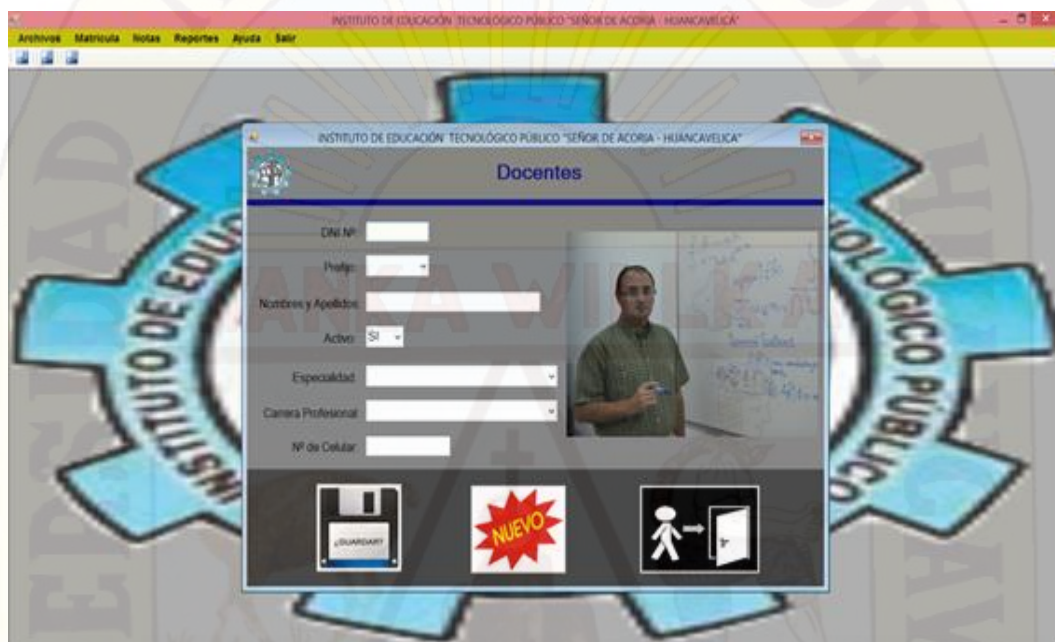 INSTITUTO DE EDUCACIÓN TECNOLÓGICO PÚBLICO "SEÑOR DE ACORIA - HUANCAVELICA"
Archivos Matricula Notas Reportes Ayuda Salir
INSTITUTO DE EDUCACIÓN TECNOLÓGICO PÚBLICO "SEÑOR DE ACORIA - HUANCAVELICA"
Docentes
DNI Nº:
Prefijo:
Nombres y Apellidos:
Activo: SI
Especialidad:
Carrera Profesional:
Nº de Celular:
¿GUARDAR?
NUEVO
INSTITUTO DE EDUC
OLÓGICO PÚBLICO